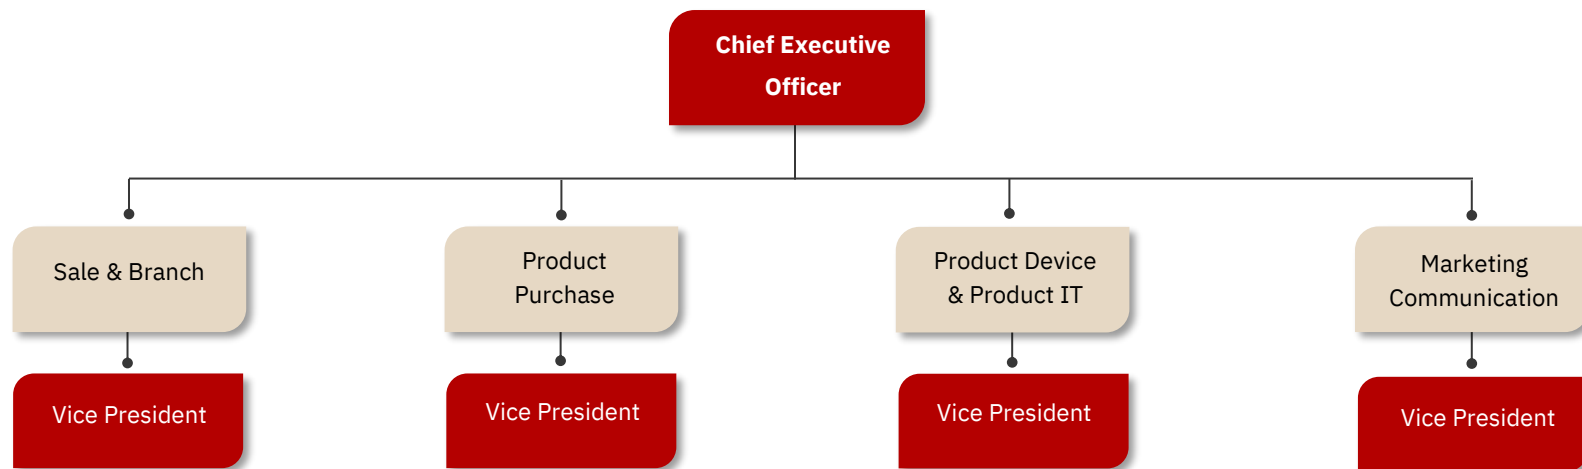 Chief Executive
Officer
Sale & Branch
Product
Purchase
Product Device
& Product IT
Marketing
Communication
Vice President
Vice President
Vice President
Vice President